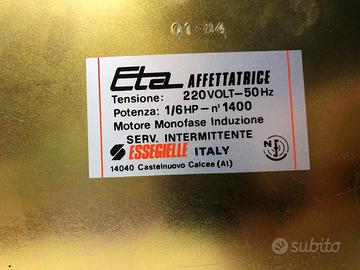 01-84
Eta AFFETTATRICE
Tensione: 220 VOLT-50 Hz
Potenza: 1/6 HP-n' 1400
Motore Monofase Induzione
SERV. INTERMITTENTE
ESSEGIELLE ITALY
14040 Castelnuovo Calcea (At)
subito